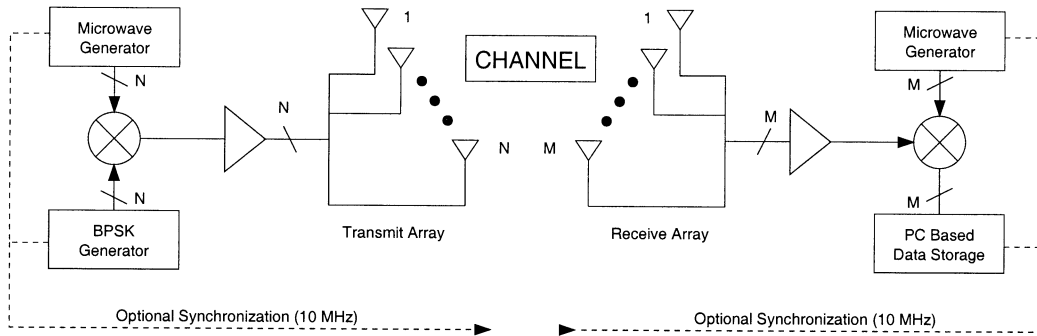 Microwave
Generator
N
BPSK
Generator
N
N
1
N
Transmit Array
CHANNEL
1
M
Receive Array
M
Microwave
Generator
M
M
PC Based
Data Storage
Optional Synchronization (10 MHz)
Optional Synchronization (10 MHz)